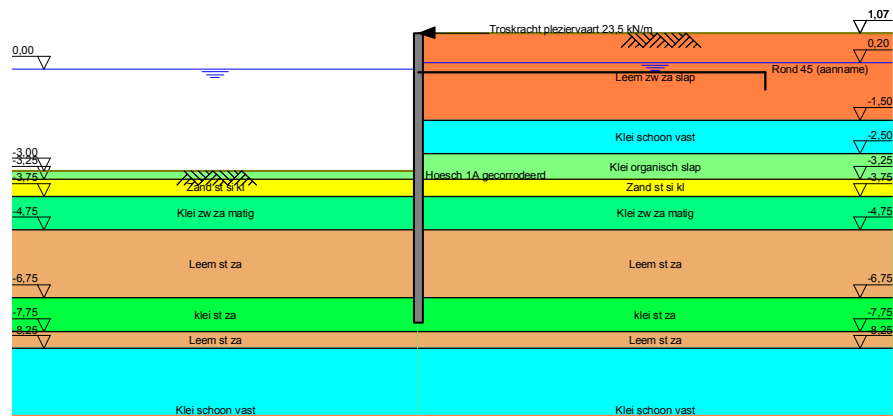 1,07
Troskracht pleziervaart 23,5 kN/m
0,00
0,20
Rond 45 (aanname)
Leem zw za slap
-1,50
Klei schoon vast
-2,50
-3,00
-3,25
-3,25
Klei organisch slap
Hoesch 1A gecorrodeerd
-3,75
Zand st si kl
Zand st si kl
-3,75
Klei zw za matig
Klei zw za matig
-4,75
-4,75
Leem st za
Leem st za
-6,75
-6,75
klei st za
klei st za
-7,75
-7,75
-8,25
-8,25
Leem st za
Leem st za
Klei schoon vast
Klei schoon vast